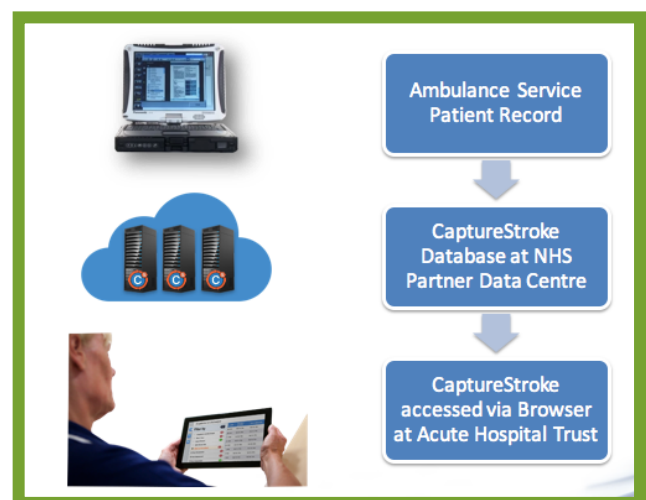 Ambulance Service
Patient Record
CaptureStroke
Database at NHS
Partner Data Centre
C C C
CaptureStroke
accessed via Browser
at Acute Hospital Trust